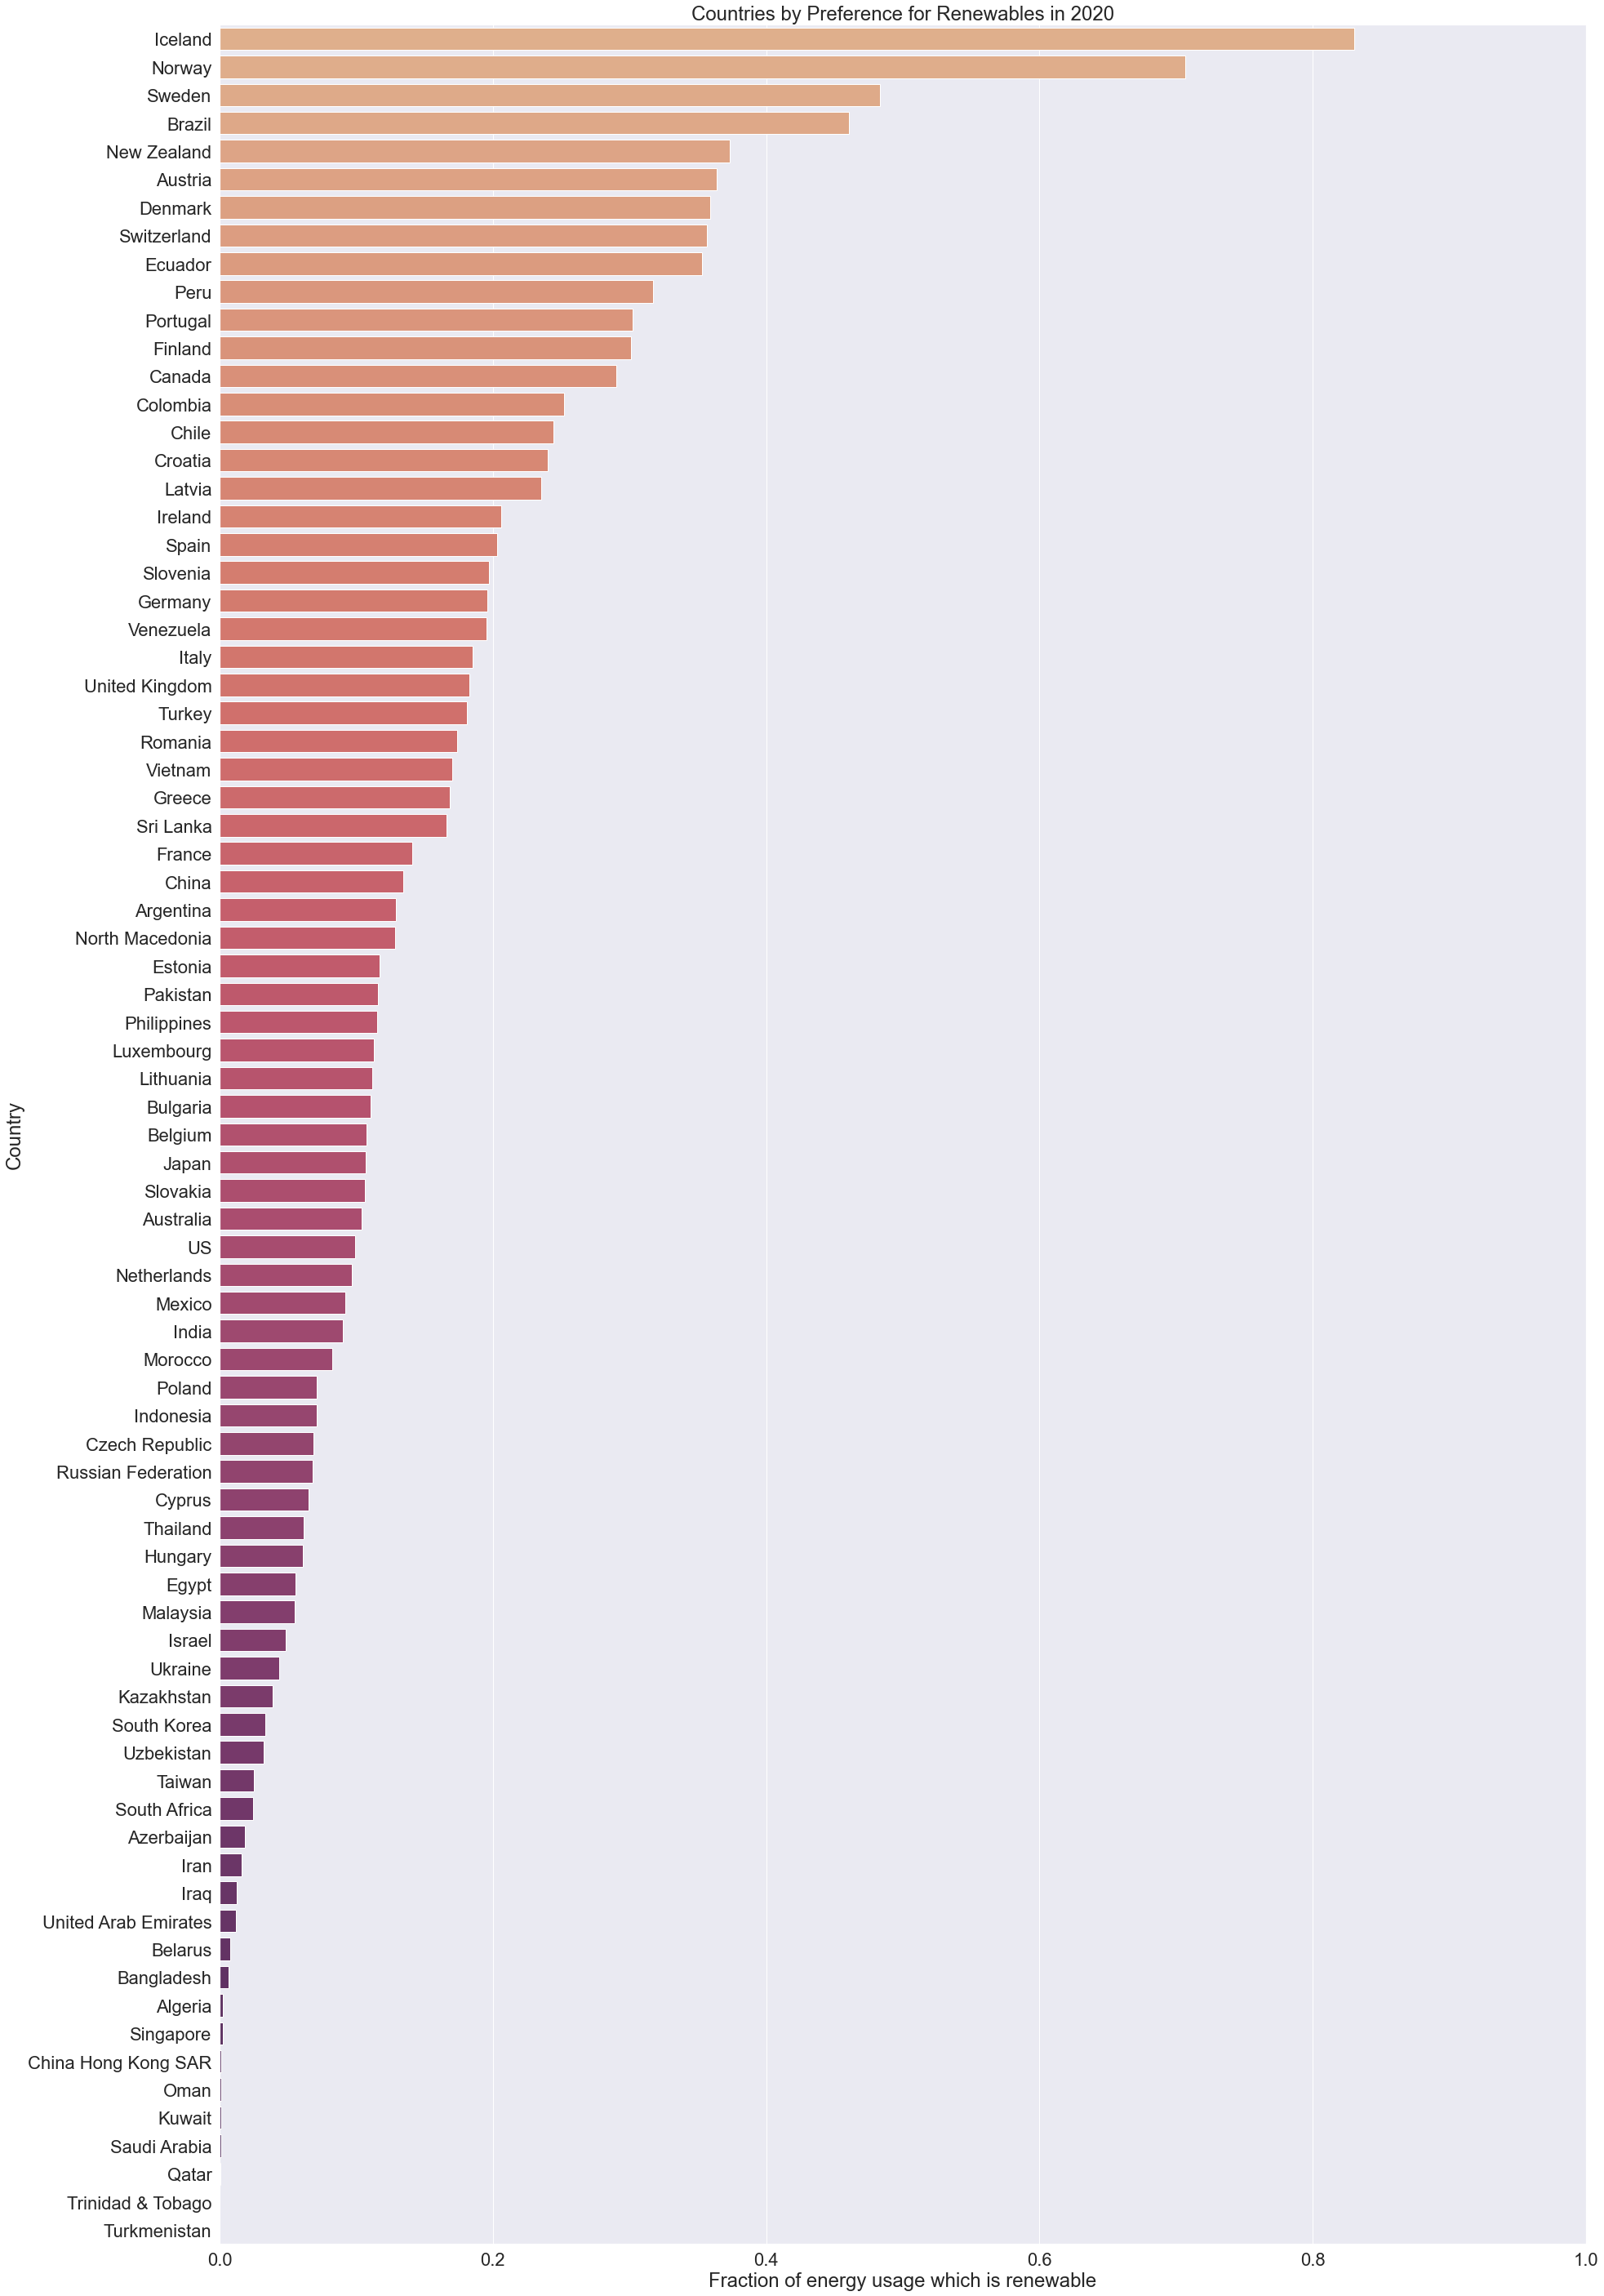 Countries by Preference for Renewables in 2020
Iceland
Norway
Sweden
Brazil
New Zealand
Austria
Denmark
Switzerland
Ecuador
Peru
Portugal
Finland
Canada
Colombia
Chile
Croatia
Latvia
Ireland
Spain
Slovenia
Germany
Venezuela
Italy
United Kingdom
Turkey
Romania
Vietnam
Greece
Sri Lanka
France
China
Argentina
North Macedonia
Estonia
Pakistan
Philippines
Luxembourg
Lithuania
Bulgaria
Belgium
Japan
Slovakia
Australia
US
Netherlands
Mexico
India
Morocco
Poland
Indonesia
Czech Republic
Russian Federation
Cyprus
Thailand
Hungary
Egypt
Malaysia
Israel
Ukraine
Kazakhstan
South Korea
Uzbekistan
Taiwan
South Africa
Azerbaijan
Iran
Iraq
United Arab Emirates
Belarus
Bangladesh
Algeria
Singapore
China Hong Kong SAR
Oman
Kuwait
Saudi Arabia
Qatar
Trinidad & Tobago
Turkmenistan
Country
0.0 0.2 0.4 0.6 0.8 1.0
Fraction of energy usage which is renewable